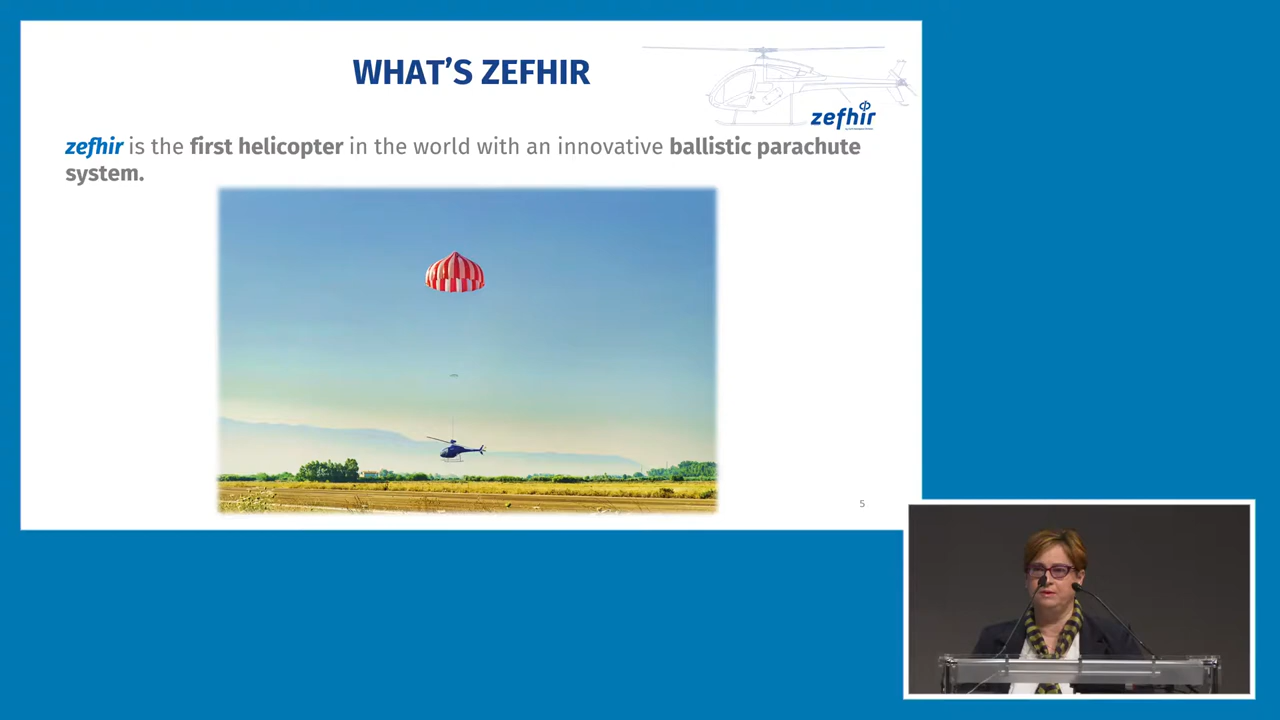 WHAT'S ZEFHIR
zefhir
zefhir is the first helicopter in the world with an innovative ballistic parachute
system.
5